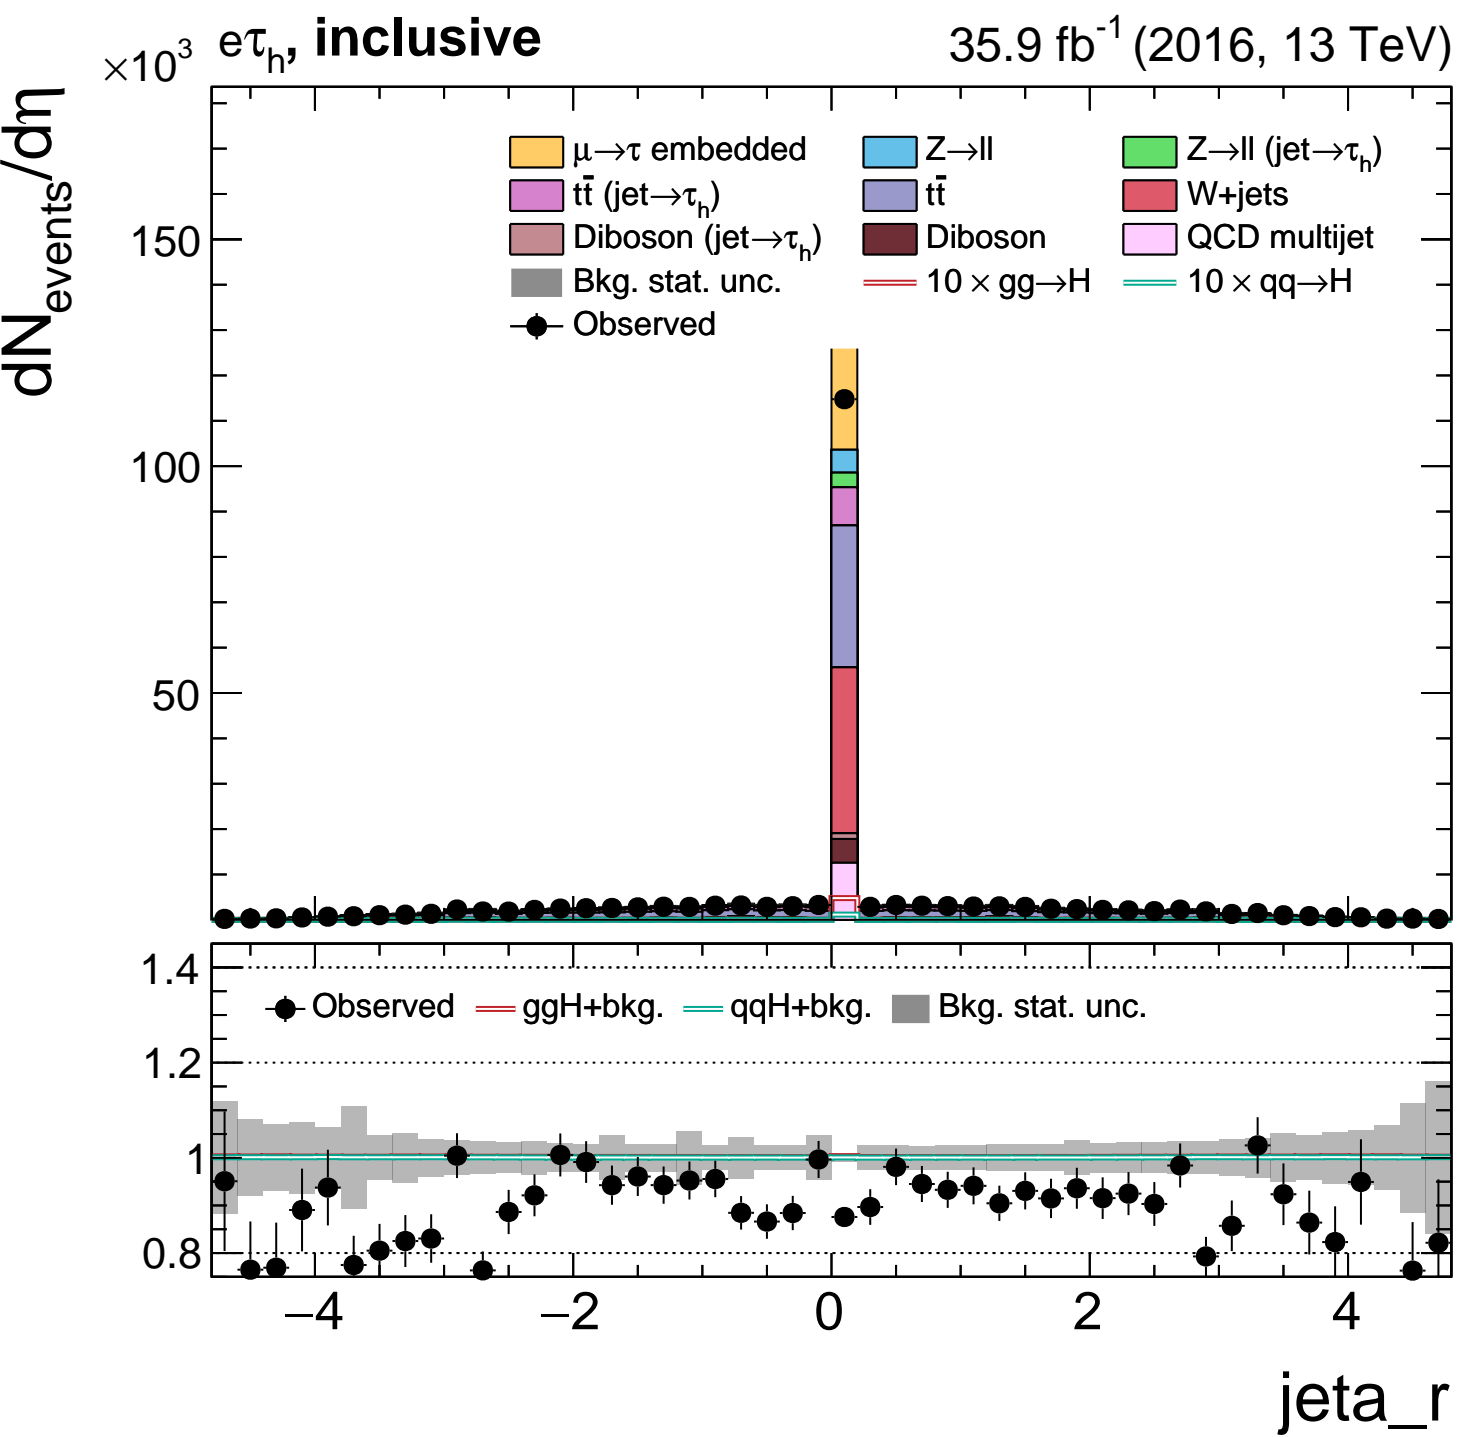 ×10³ eτₕ, inclusive 35.9 fb⁻¹ (2016, 13 TeV)
dN_events/dη
μ→τ embedded Z→ll Z→ll (jet→τₕ)
tt̄ (jet→τₕ) tt̄ W+jets
Diboson (jet→τₕ) Diboson QCD multijet
Bkg. stat. unc. 10 × gg→H 10 × qq→H
Observed
150
100
50
1.4
Observed ggH+bkg. qqH+bkg. Bkg. stat. unc.
1.2
1
0.8
−4 −2 0 2 4
jeta_r